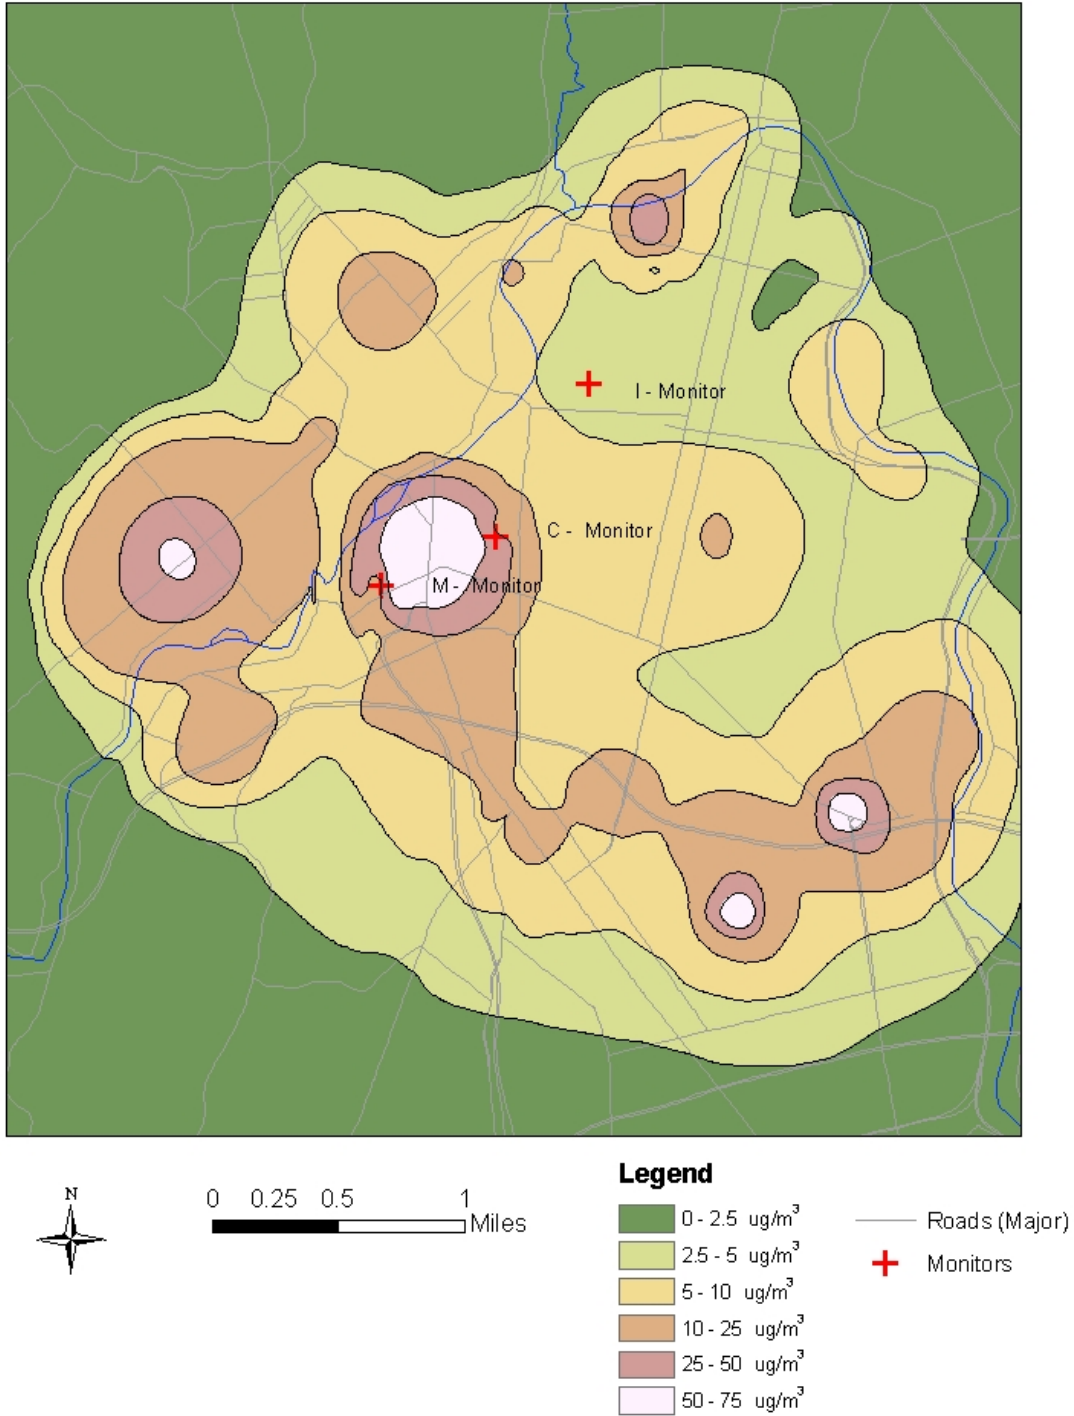 I - Monitor
C - Monitor
M - Monitor
N
0 0.25 0.5 1
Miles
Legend
0 - 2.5 ug/m³
2.5 - 5 ug/m³
5 - 10 ug/m³
10 - 25 ug/m³
25 - 50 ug/m³
50 - 75 ug/m³
Roads (Major)
Monitors